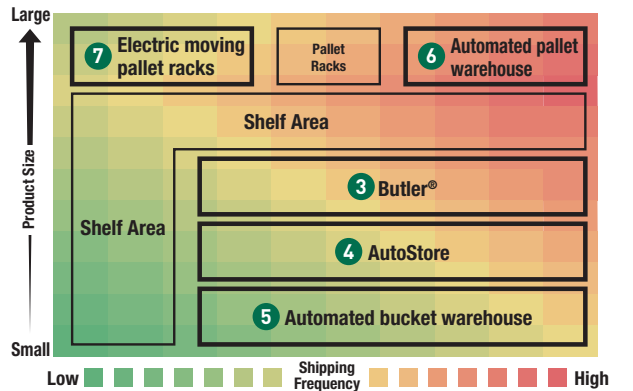 Large
7 Electric moving
pallet racks
Pallet
Racks
6 Automated pallet
warehouse
Shelf Area
3 Butler®
Product Size
Shelf Area
4 AutoStore
5 Automated bucket warehouse
Small
Low
Shipping
Frequency
High